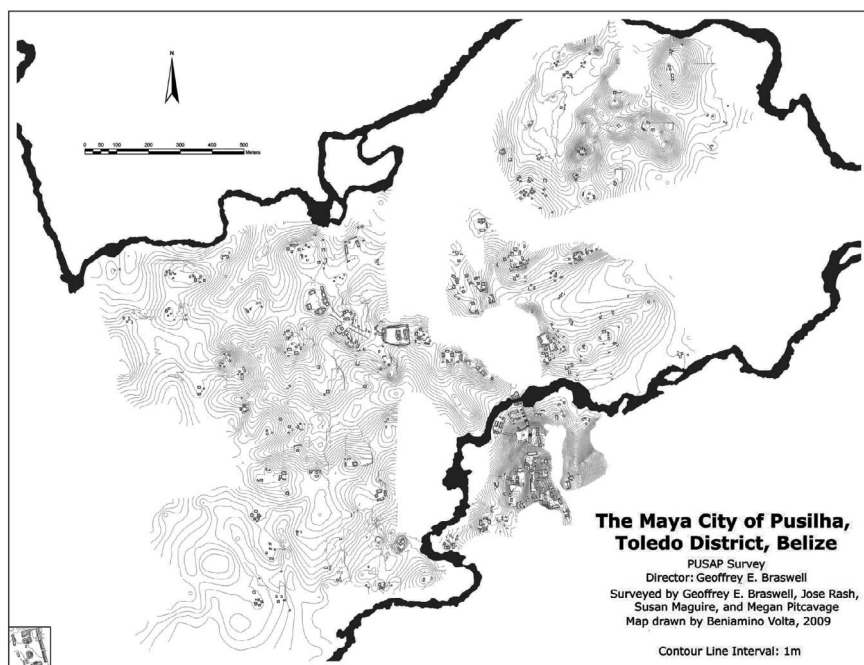 N
0 50 100 200 300 400 500
Meters
The Maya City of Pusilha,
Toledo District, Belize
PUSAP Survey
Director: Geoffrey E. Braswell
Surveyed by Geoffrey E. Braswell, Jose Rash,
Susan Maguire, and Megan Pitcavage
Map drawn by Beniamino Volta, 2009
Contour Line Interval: 1m